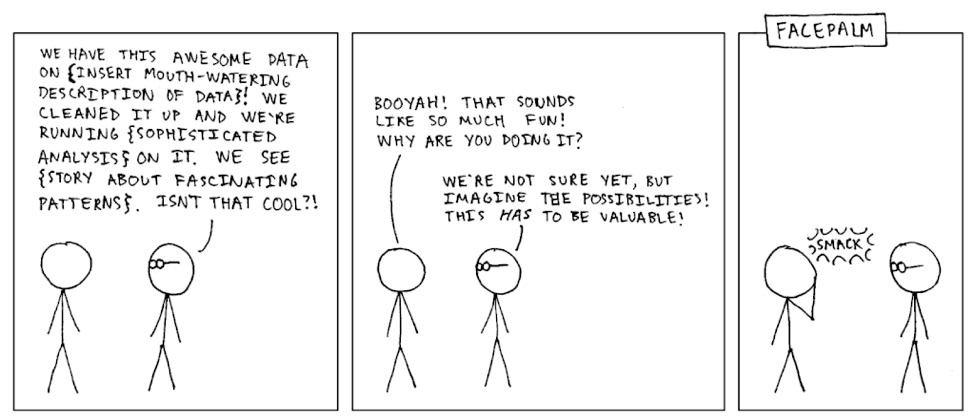 WE HAVE THIS AWESOME DATA
ON {INSERT MOUTH-WATERING
DESCRIPTION OF DATA}! WE
CLEANED IT UP AND WE'RE
RUNNING {SOPHISTICATED
ANALYSIS} ON IT. WE SEE
{STORY ABOUT FASCINATING
PATTERNS}. ISN'T THAT COOL?!
BOOYAH! THAT SOUNDS
LIKE SO MUCH FUN!
WHY ARE YOU DOING IT?
WE'RE NOT SURE YET, BUT
IMAGINE THE POSSIBILITIES!
THIS HAS TO BE VALUABLE!
FACEPALM
SMACK